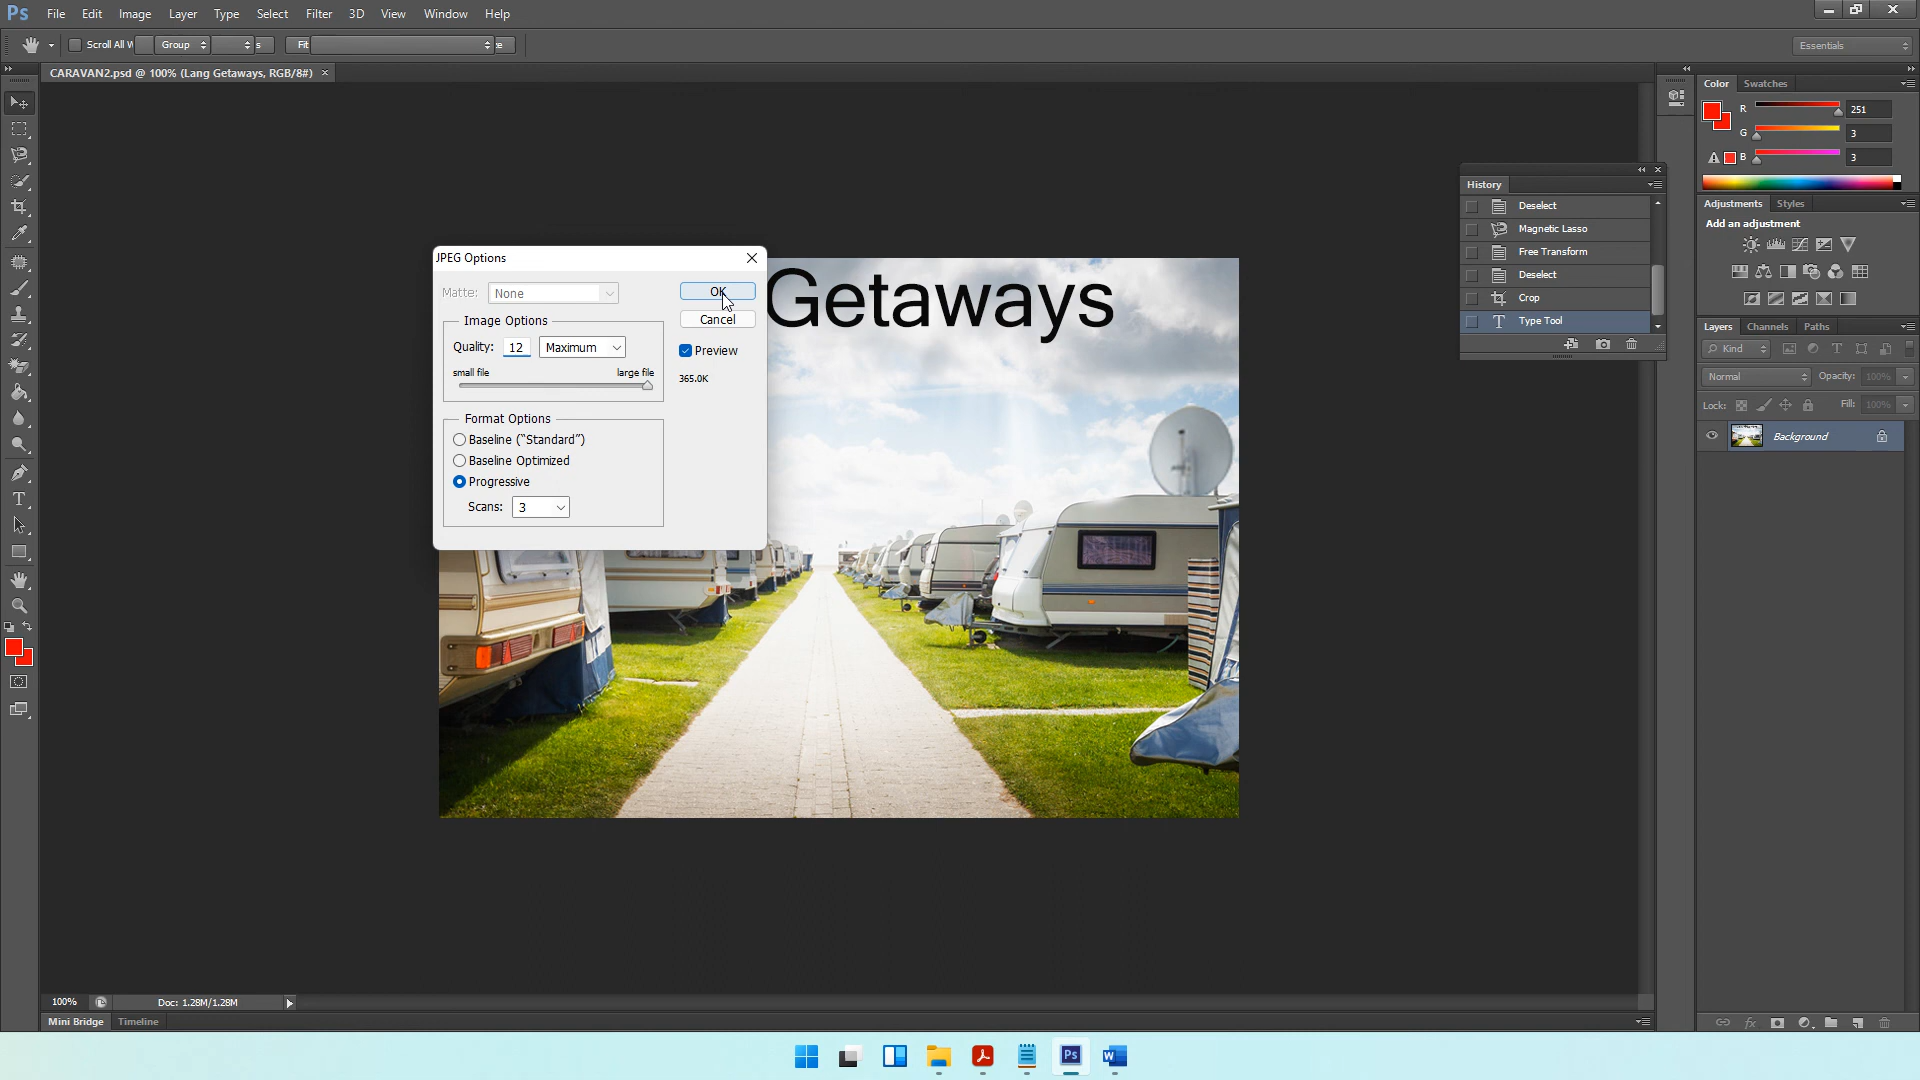 Ps File Edit Image Layer Type Select Filter 3D View Window Help
Scroll All W Group s Fit e Essentials
CARAVAN2.psd @ 100% (Lang Getaways, RGB/8#) ×
Color Swatches
R 251
G 3
B 3
Adjustments Styles
Add an adjustment
History
Deselect
Magnetic Lasso
Free Transform
Deselect
Crop
Type Tool
Layers Channels Paths
Kind
Normal Opacity: 100%
Lock: Fill: 100%
Background
JPEG Options
Matte: None OK
Cancel
Image Options
Quality: 12 Maximum Preview
small file large file 365.0K
Format Options
Baseline (“Standard”)
Baseline Optimized
Progressive
Scans: 3
Getaways
100% Doc: 1.28M/1.28M
Mini Bridge Timeline
Ps W